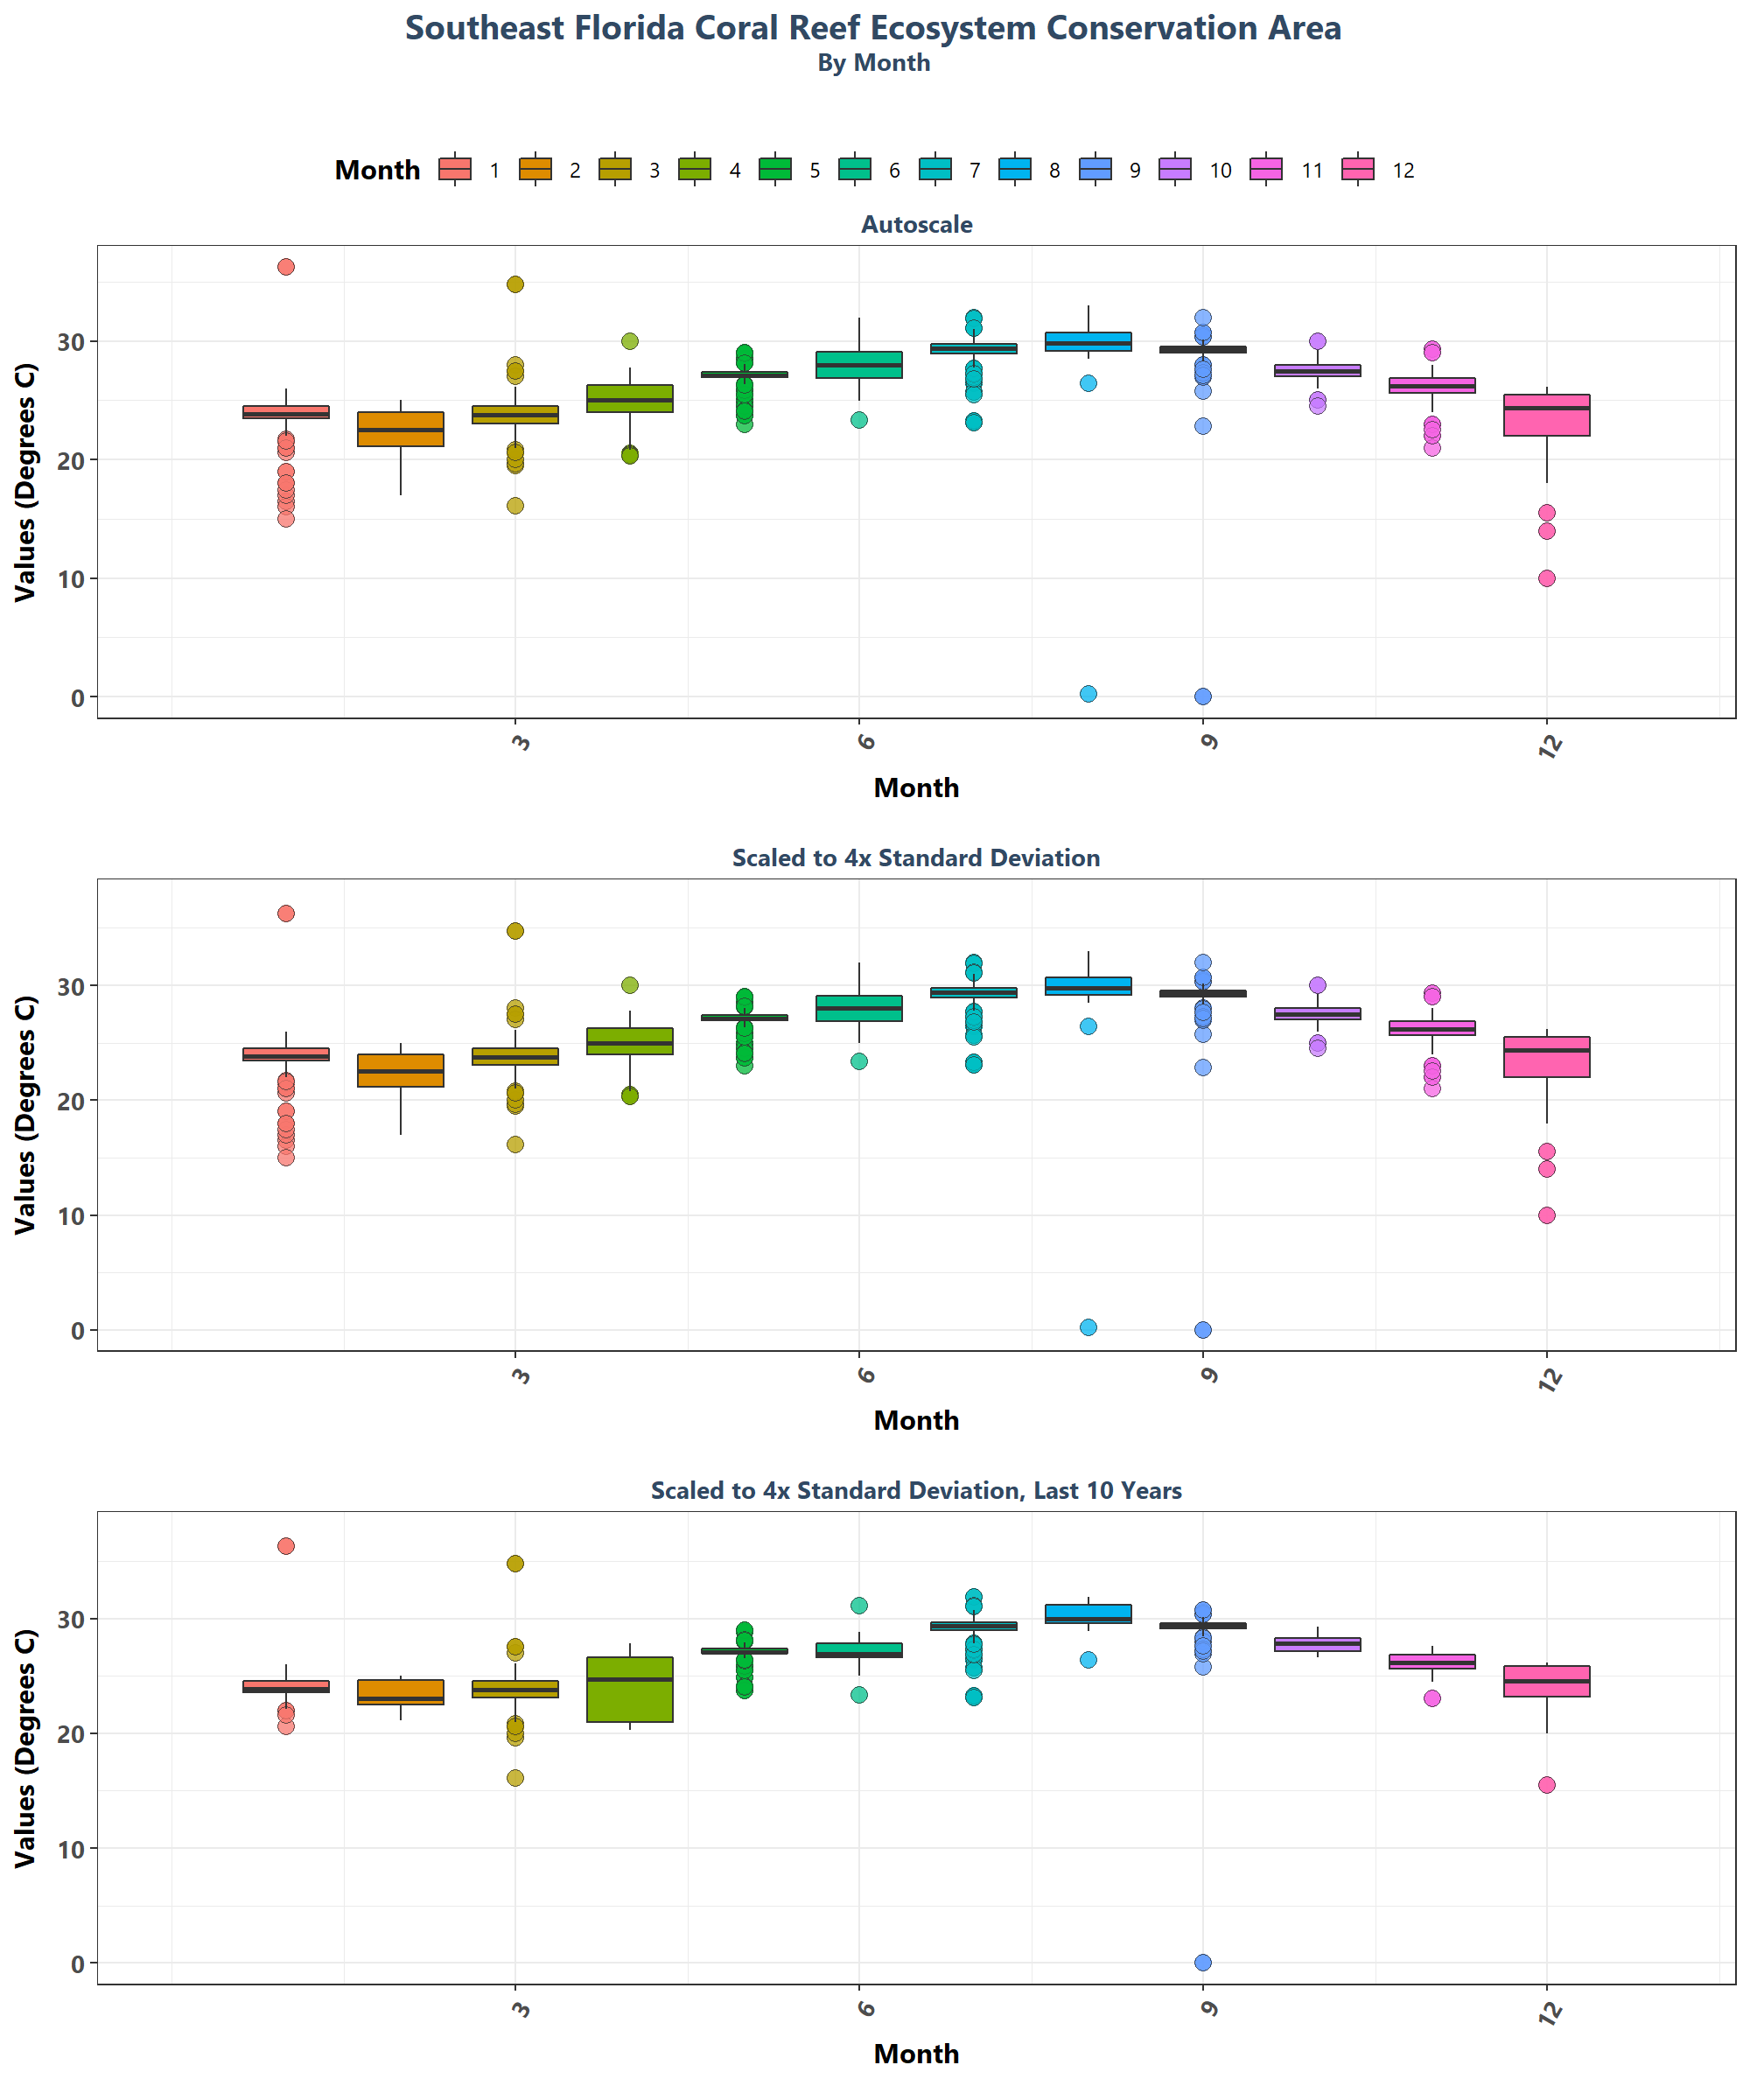 Southeast Florida Coral Reef Ecosystem Conservation Area
By Month
Month 1 2 3 4 5 6 7 8 9 10 11 12
Autoscale
Values (Degrees C)
30
20
10
0
3 6 9 12
Month
Scaled to 4x Standard Deviation
Values (Degrees C)
30
20
10
0
3 6 9 12
Month
Scaled to 4x Standard Deviation, Last 10 Years
Values (Degrees C)
30
20
10
0
3 6 9 12
Month